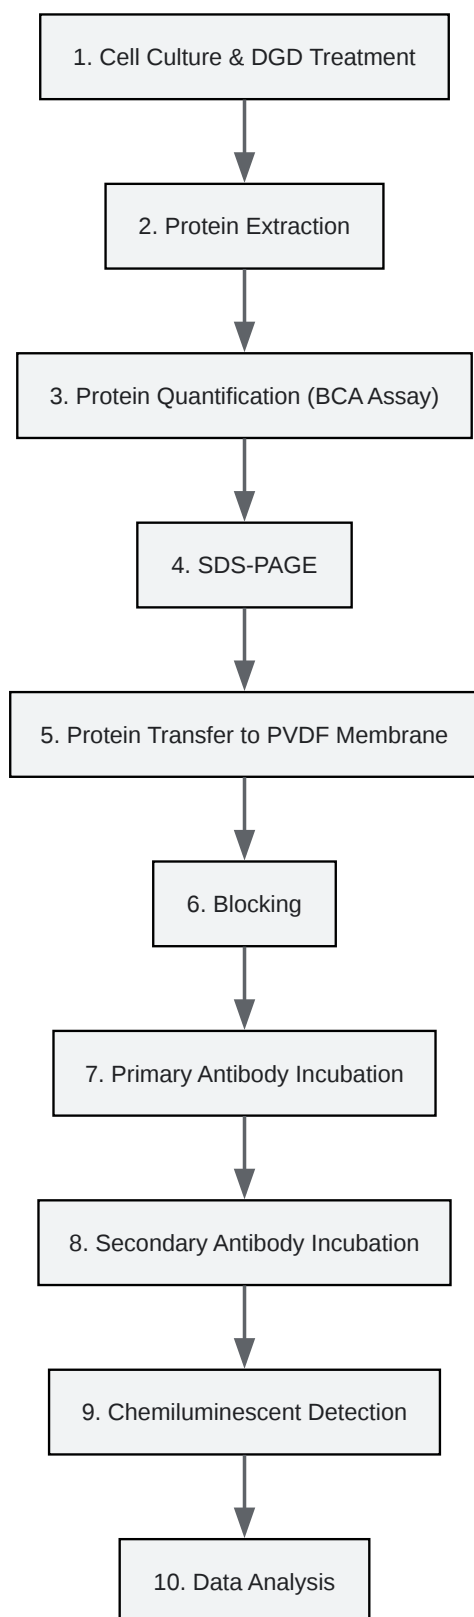 1. Cell Culture & DGD Treatment
2. Protein Extraction
3. Protein Quantification (BCA Assay)
4. SDS-PAGE
5. Protein Transfer to PVDF Membrane
6. Blocking
7. Primary Antibody Incubation
8. Secondary Antibody Incubation
9. Chemiluminescent Detection
10. Data Analysis